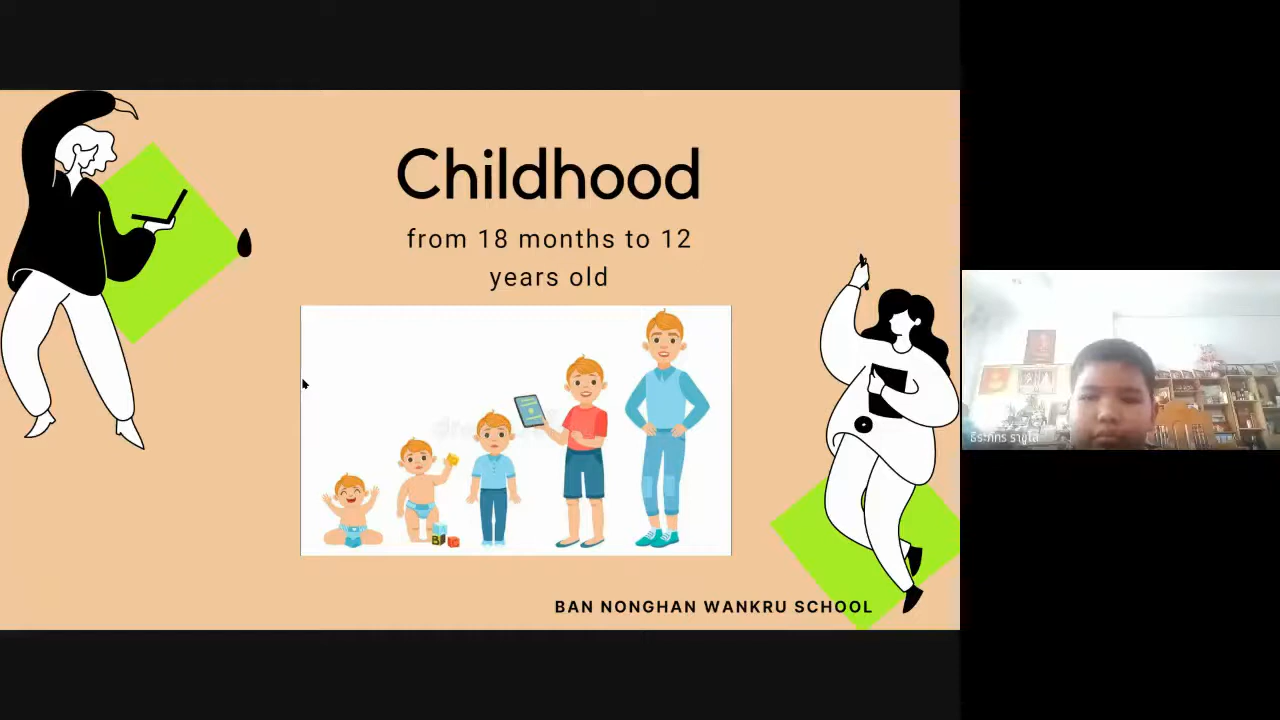 Childhood
from 18 months to 12
years old
BAN NONGHAN WANKRU SCHOOL